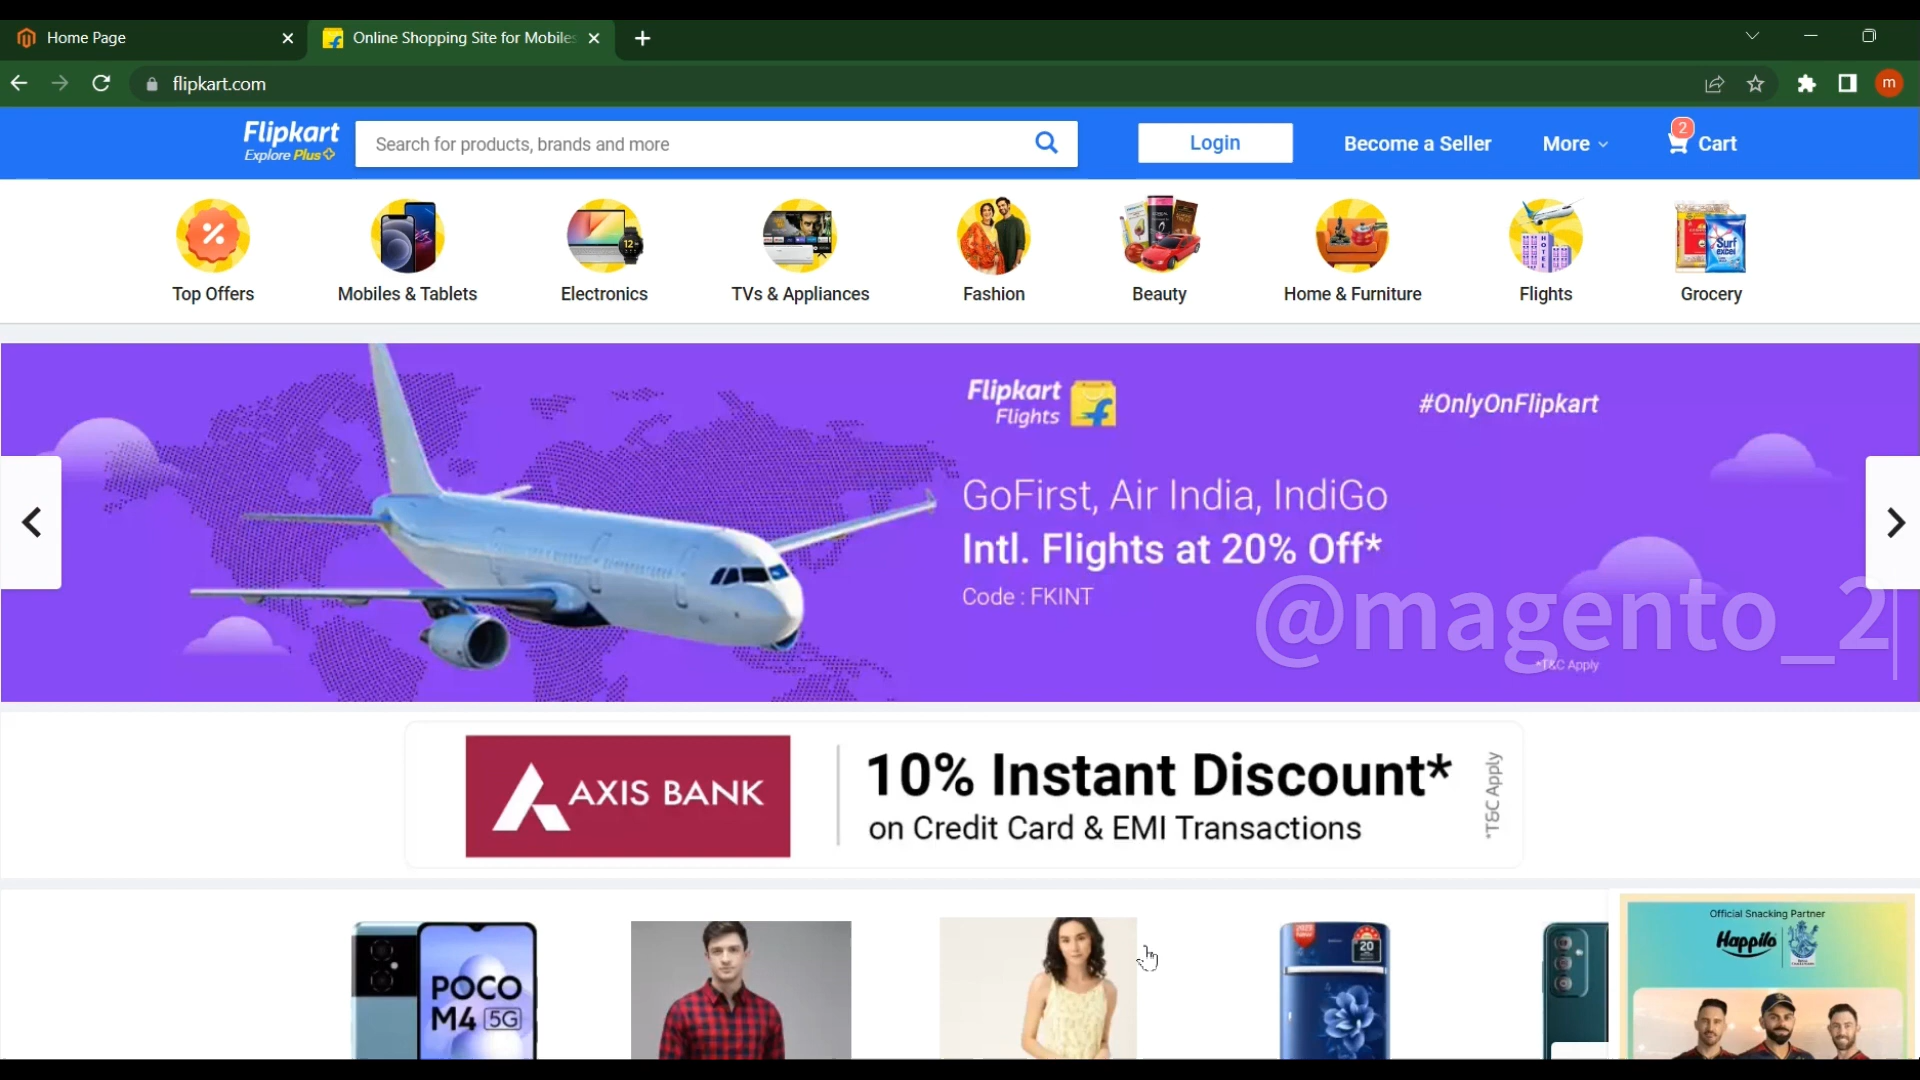 Home Page
Online Shopping Site for Mobiles
flipkart.com
m
Flipkart
Explore Plus
Search for products, brands and more
Login
Become a Seller
More
2
Cart
Top Offers
Mobiles & Tablets
Electronics
TVs & Appliances
Fashion
Beauty
Home & Furniture
Flights
Grocery
Flipkart
Flights
#OnlyOnFlipkart
GoFirst, Air India, IndiGo
Intl. Flights at 20% Off*
Code : FKINT
@magento_2
*T&C Apply
AXIS BANK
10% Instant Discount*
on Credit Card & EMI Transactions
*T&C Apply
POCO
M4 5G
20
Official Snacking Partner
Happilo